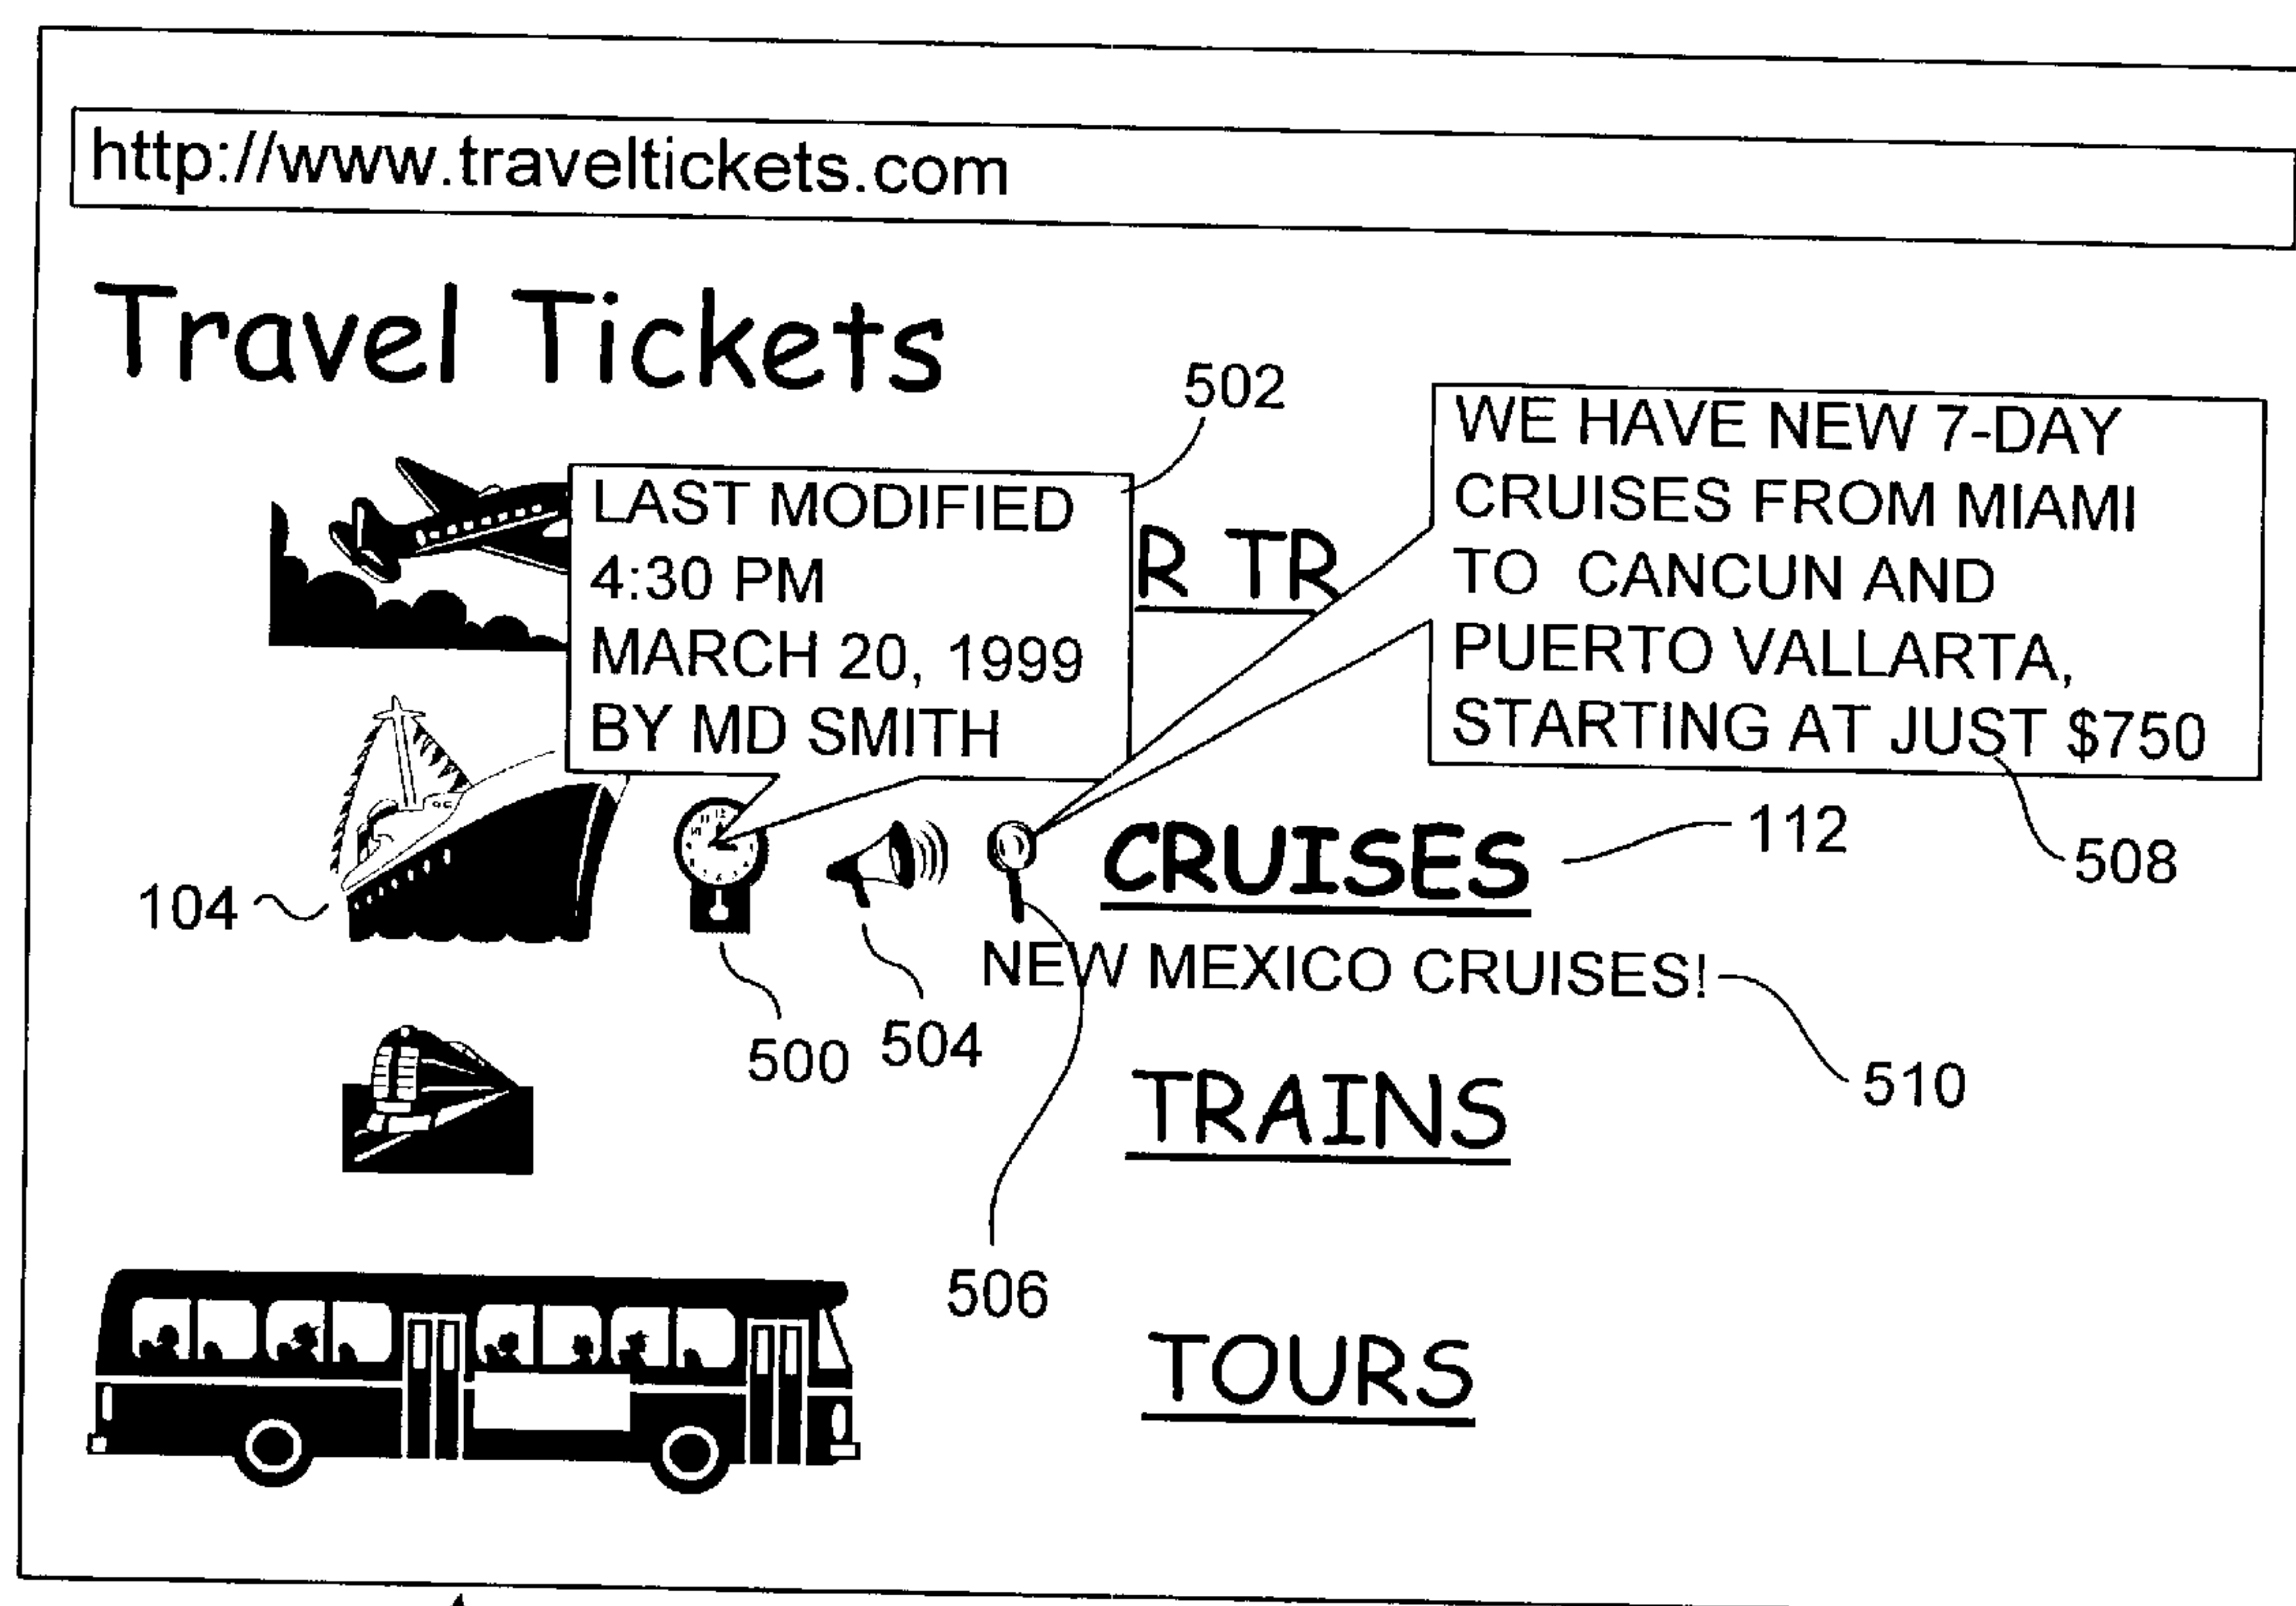 http://www.traveltickets.com
Travel Tickets
502
LAST MODIFIED
4:30 PM
MARCH 20, 1999
BY MD SMITH
R TR
WE HAVE NEW 7-DAY
CRUISES FROM MIAMI
TO CANCUN AND
PUERTO VALLARTA,
STARTING AT JUST $750
508
104
CRUISES
112
NEW MEXICO CRUISES!
510
500
504
506
TRAINS
TOURS